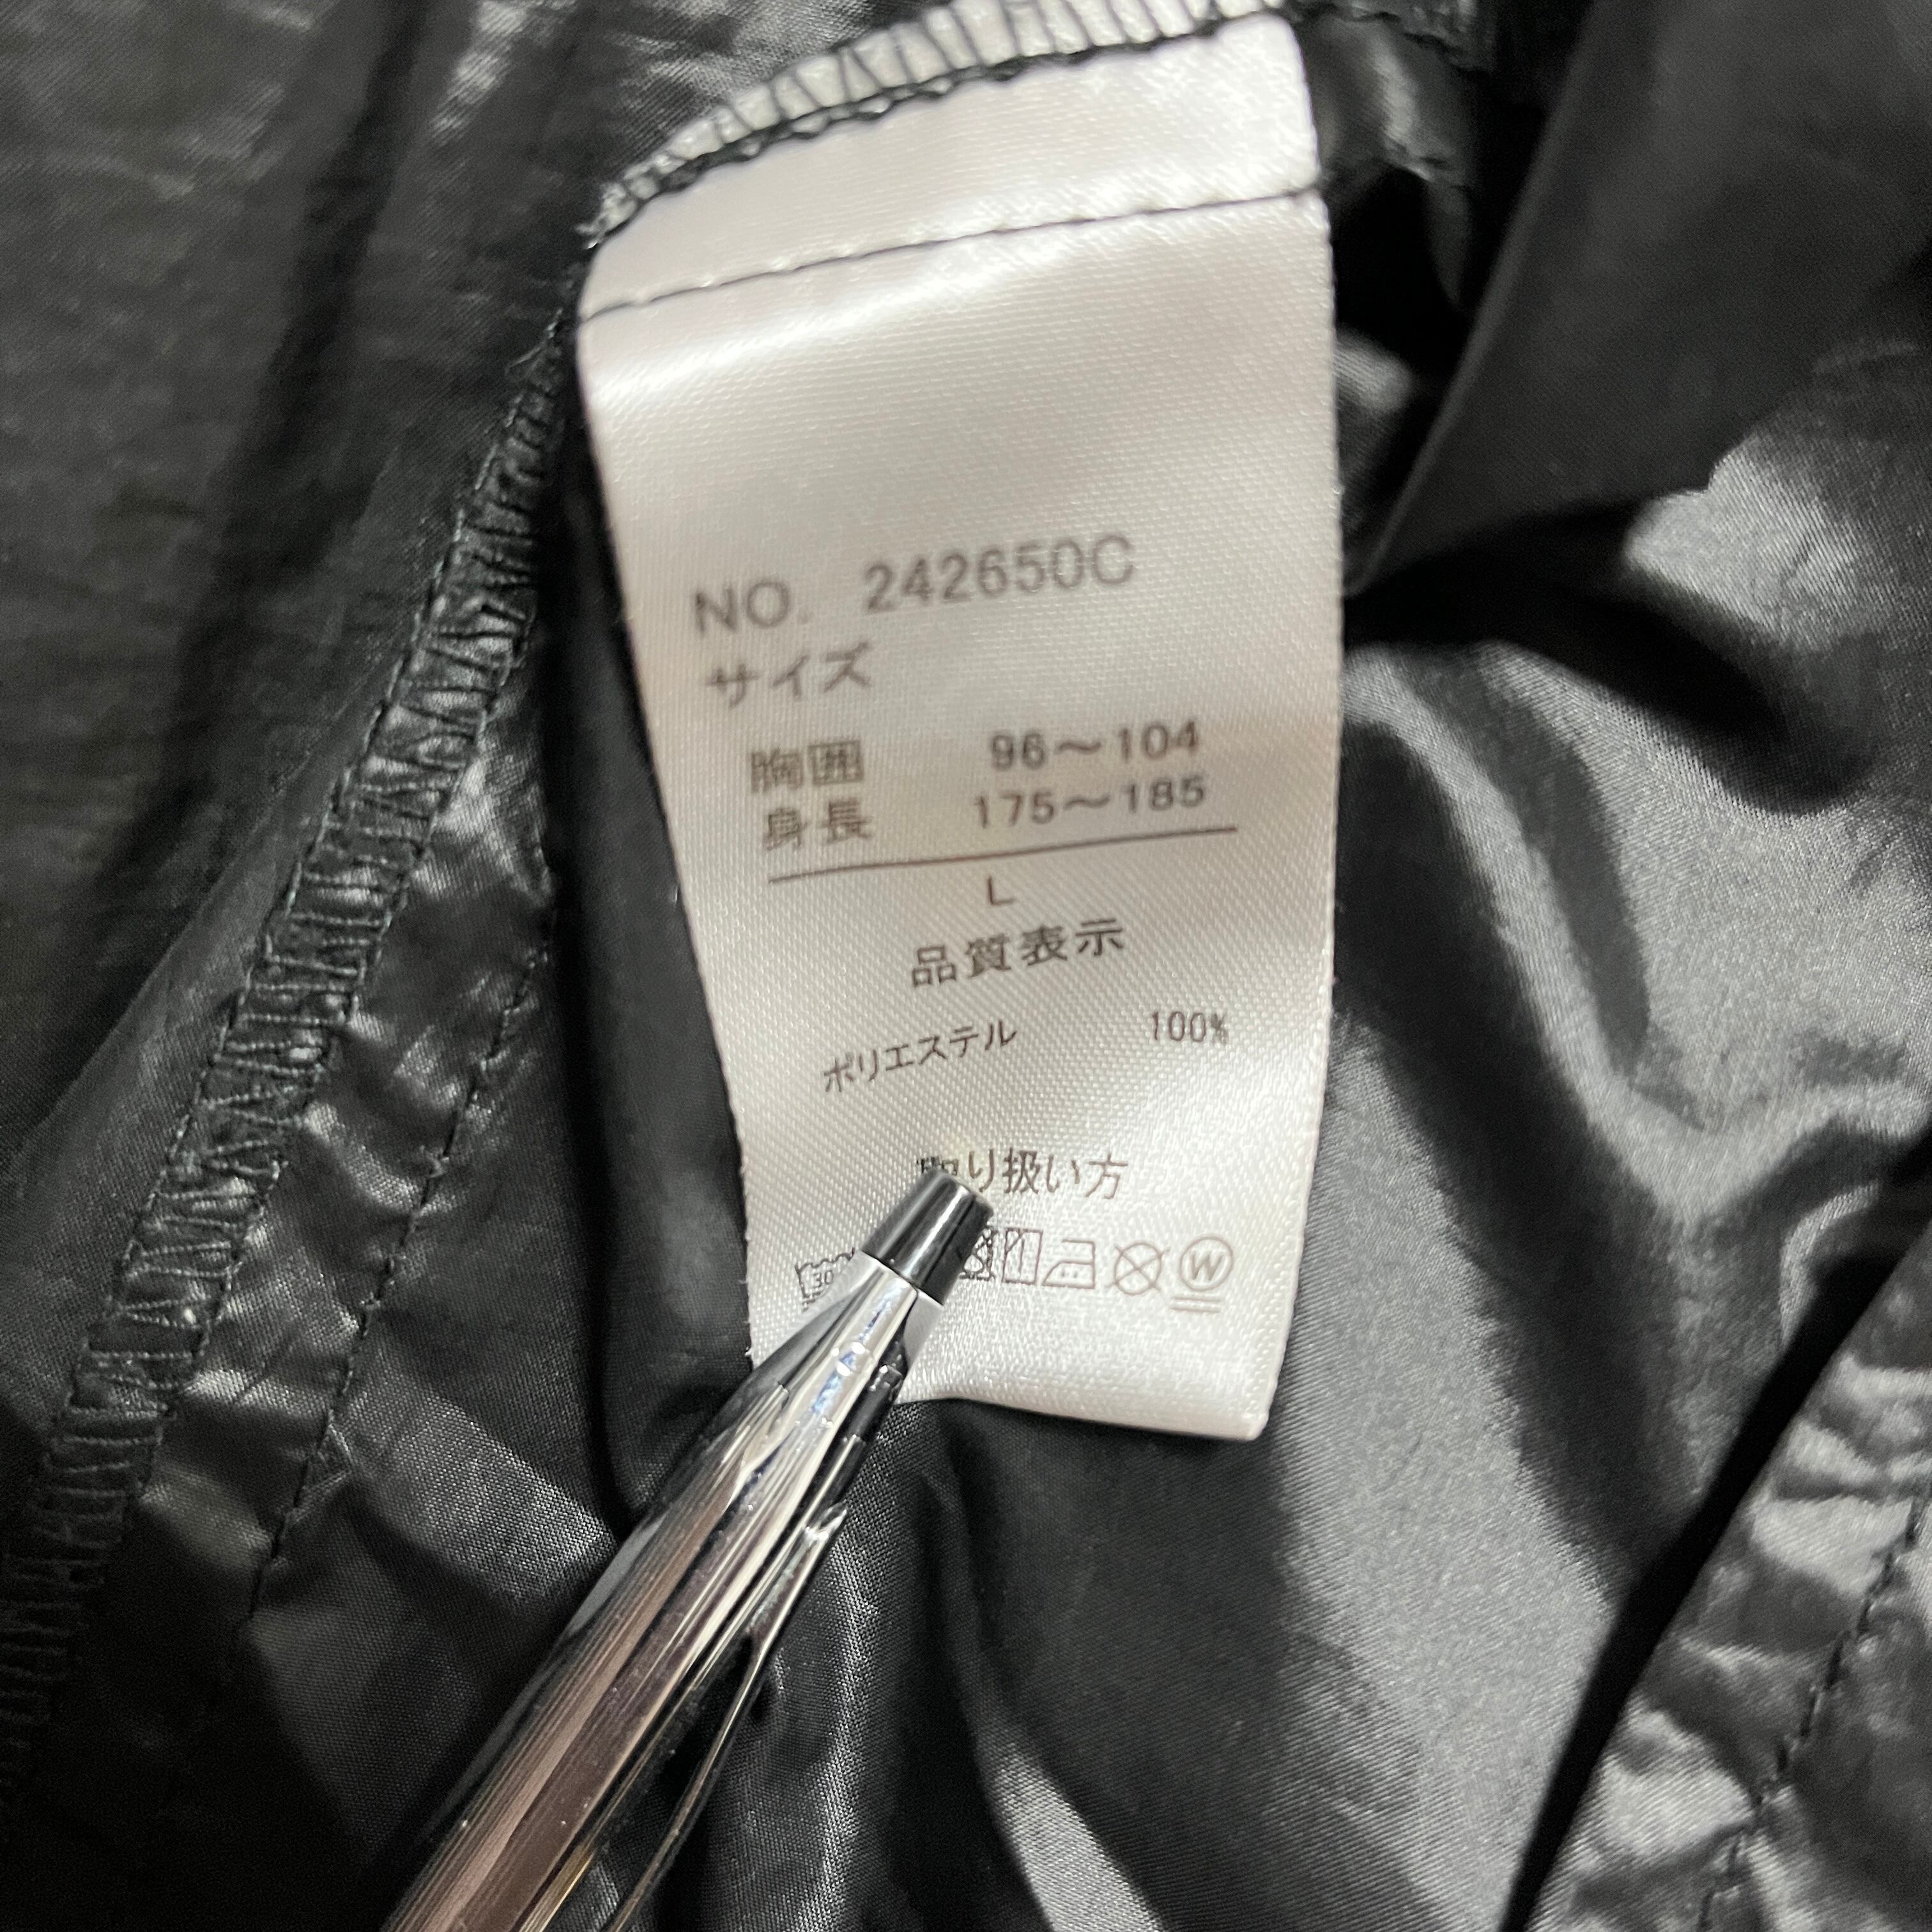 NO. 242650C
サイズ
胸囲 96～104
身長 175～185
L
品質表示
ポリエステル 100%
取り扱い方
30
W